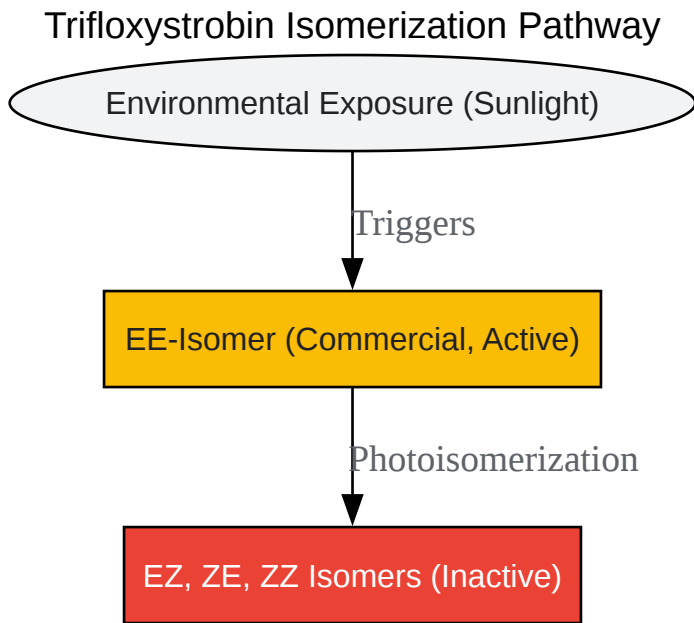 Trifloxystrobin Isomerization Pathway
Environmental Exposure (Sunlight)
Triggers
EE-Isomer (Commercial, Active)
Photoisomerization
EZ, ZE, ZZ Isomers (Inactive)